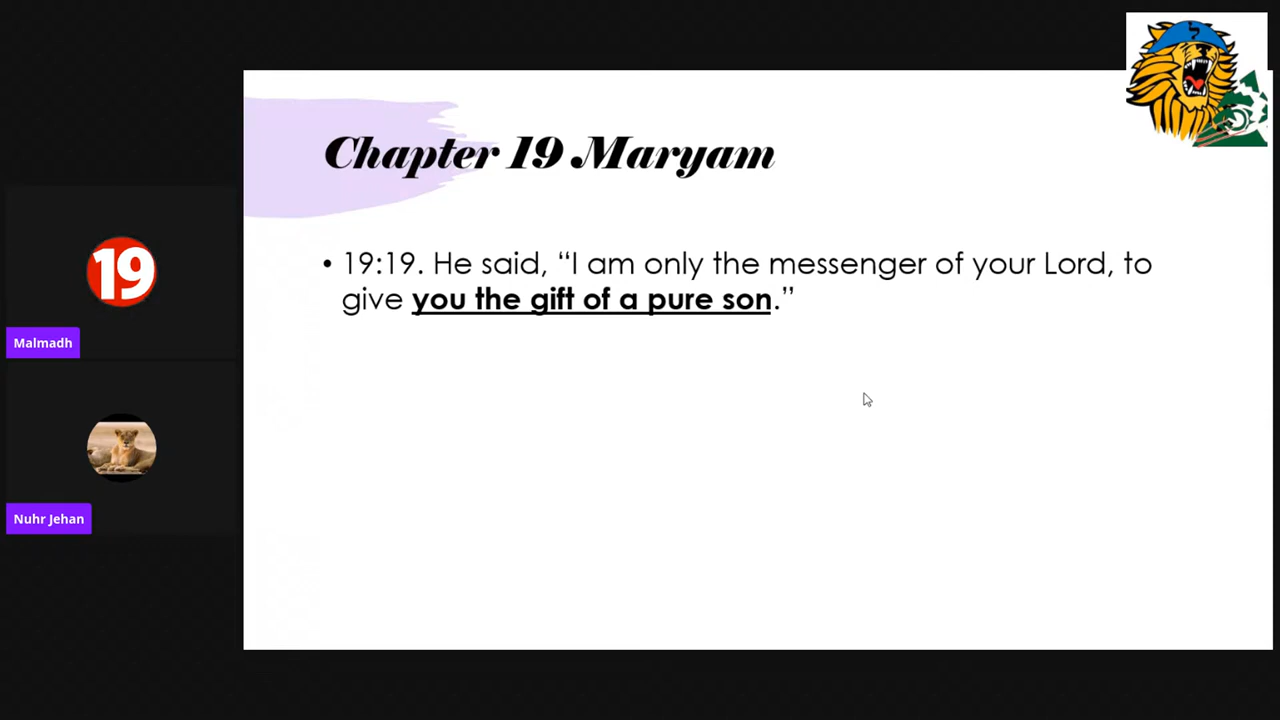 Chapter 19 Maryam
• 19:19. He said, “I am only the messenger of your Lord, to
give you the gift of a pure son.”
19
Malmadh
Nuhr Jehan